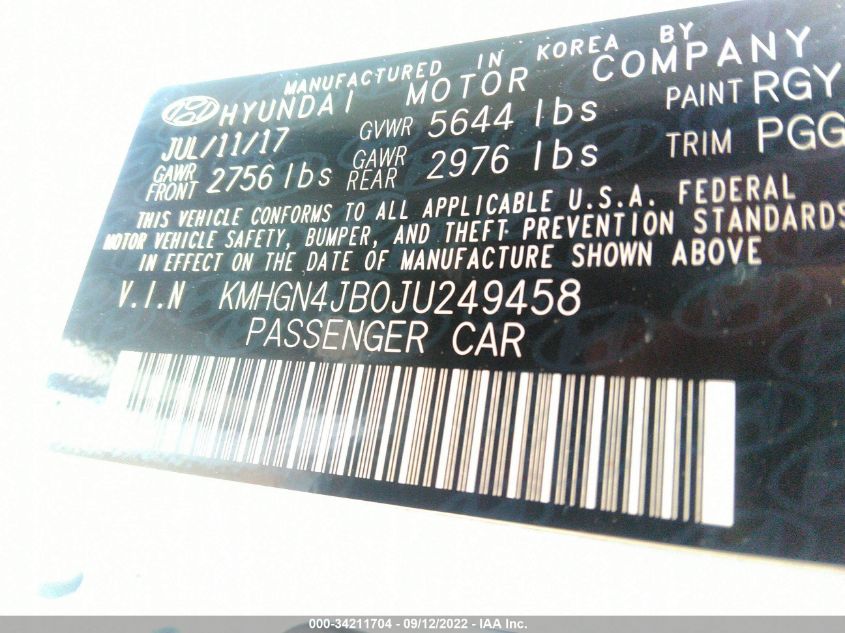 MANUFACTURED IN KOREA BY
HYUNDAI MOTOR COMPANY
JUL/11/17 GVWR 5644 lbs PAINT RGY
GAWR FRONT 2756 lbs GAWR REAR 2976 lbs TRIM PGG
THIS VEHICLE CONFORMS TO ALL APPLICABLE U.S.A. FEDERAL
MOTOR VEHICLE SAFETY, BUMPER, AND THEFT PREVENTION STANDARDS
IN EFFECT ON THE DATE OF MANUFACTURE SHOWN ABOVE
V.I.N KMHGN4JB0JU249458
PASSENGER CAR
000-34211704 - 09/12/2022 - IAA Inc.